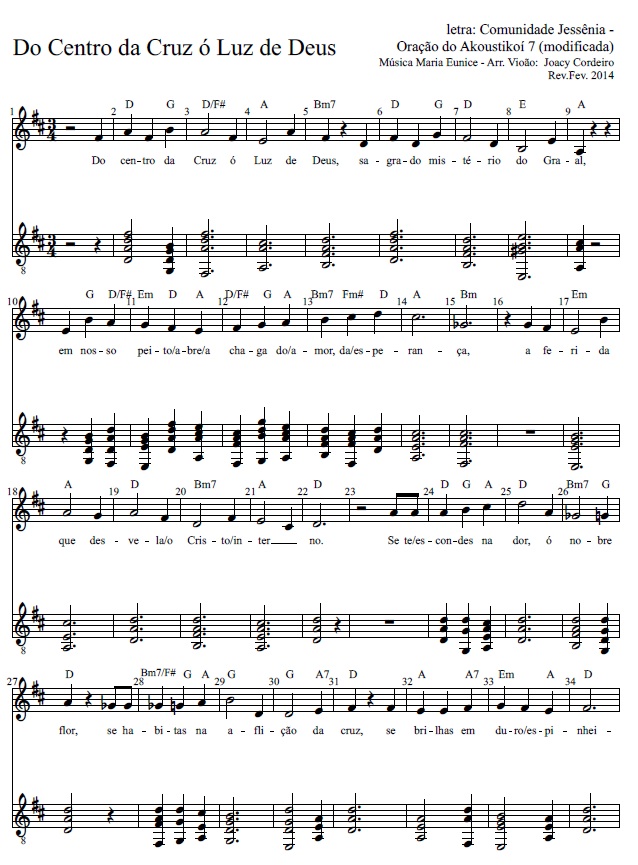 Do Centro da Cruz ó Luz de Deus
letra: Comunidade Jessênia -
Oração do Akoustikoí 7 (modificada)
Música Maria Eunice - Arr. Vioão: Joacy Cordeiro
Rev.Fev. 2014
1 2 D G 3 D/F# 4 A 5 Bm7 6 D G 7 D 8 E 9 A
Do cen-tro da Cruz ó Luz de Deus, sa-gra-do mis-té-rio do Gra-al,
8
10 G D/F# 11 Em D A 12 D/F# G A 13 Bm7 Fm# D 14 A 15 Bm 16 17 Em
em nos-so pei-to/a-bre/a cha-ga do/a-mor, da/es-pe-ran-ça, a fe-ri-da
8
18 A 19 D 20 Bm7 21 A 22 D 23 24 D G A 25 D 26 Bm7 G
que des-ve-la/o Cris-to/in-ter no. Se te/es-con-des na dor, ó no-bre
8
27 D 28 Bm7/F# G A 29 G 30 G A7 31 D 32 A A 33 Em A 34 D
flor, se ha-bi-tas na a-fli-ção da cruz, se bri-lhas em du-ro/es-pi-nhei-
8